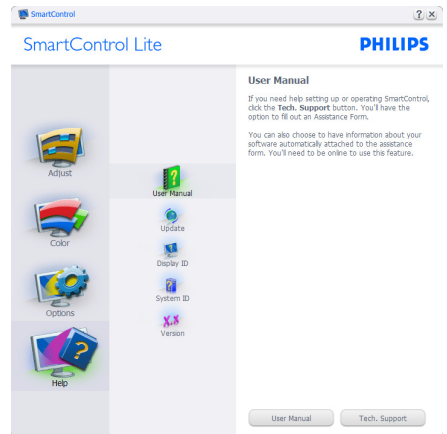 SmartControl
? ×
SmartControl Lite
PHILIPS
Adjust
Color
Options
Help
User Manual
Update
Display ID
System ID
X.X
Version
User Manual
If you need help setting up or operating SmartControl,
click the Tech. Support button. You'll have the
option to fill out an Assistance Form.
You can also choose to have information about your
software automatically attached to the assistance
form. You'll need to be online to use this feature.
User Manual
Tech. Support